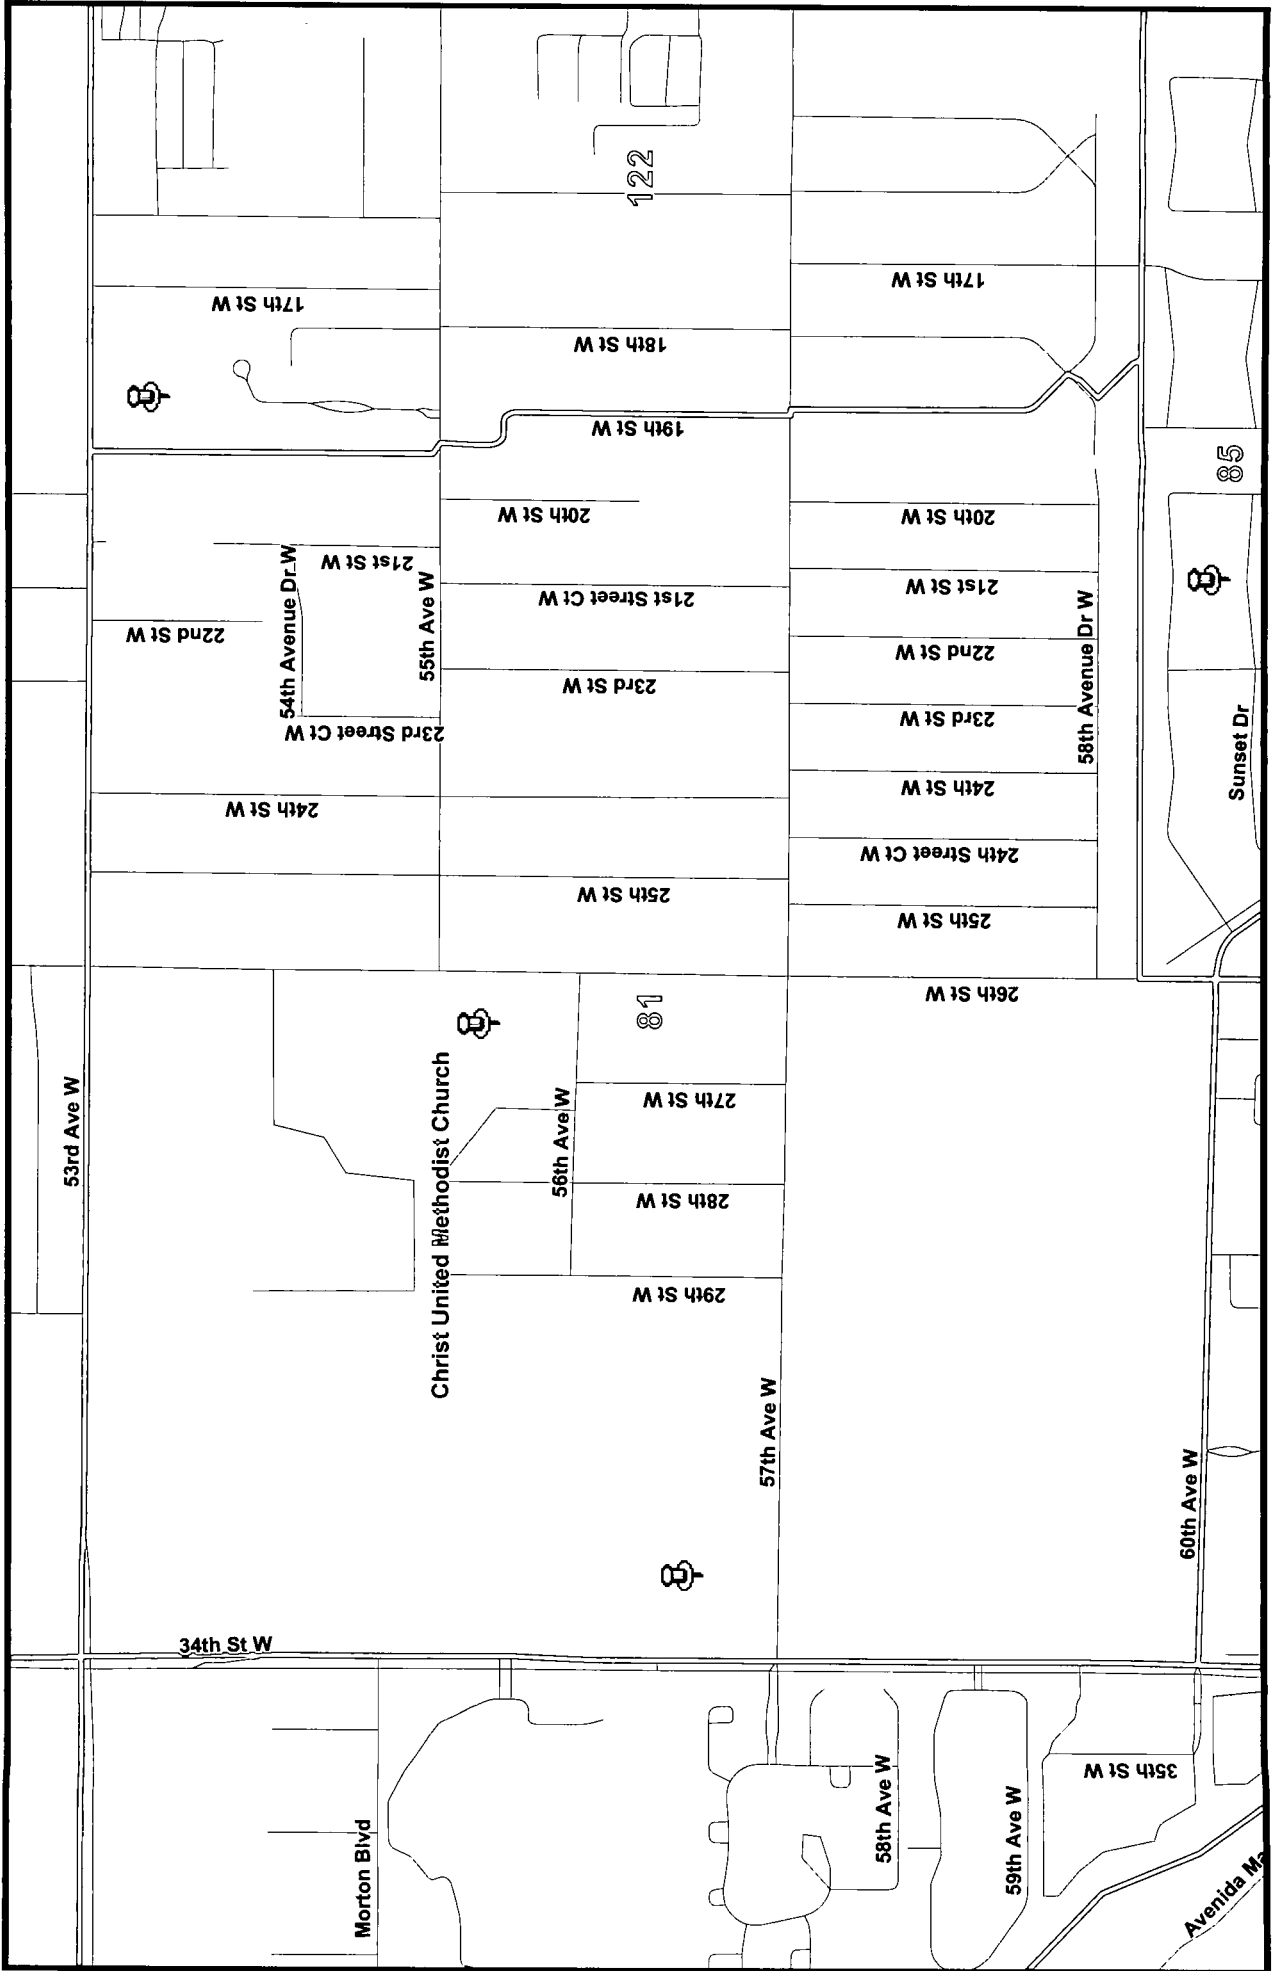 122
17th St W
17th St W
18th St W
19th St W
85
20th St W
20th St W
21st St W
54th Avenue Dr W
55th Ave W
21st Street Ct W
21st St W
22nd St W
22nd St W
58th Avenue Dr W
23rd St W
23rd St W
23rd Street Ct W
Sunset Dr
24th St W
24th St W
24th Street Ct W
25th St W
25th St W
26th St W
81
53rd Ave W
Christ United Methodist Church
27th St W
56th Ave W
28th St W
29th St W
57th Ave W
60th Ave W
34th St W
35th St W
58th Ave W
59th Ave W
Morton Blvd
Avenida Ma